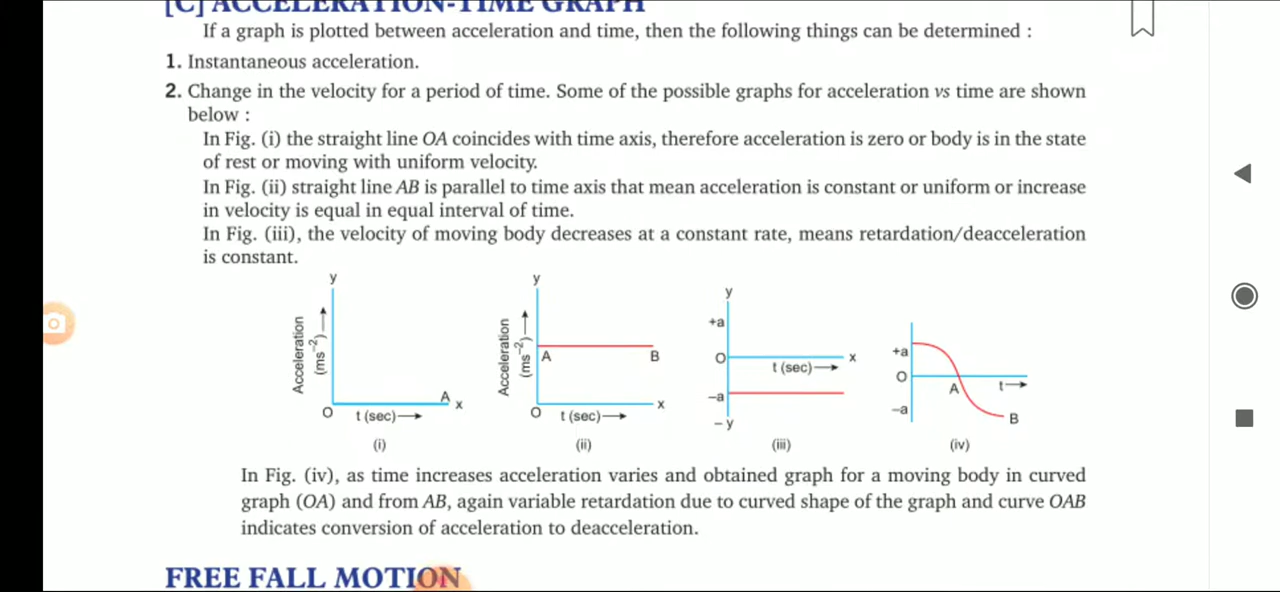 [C] ACCELERATION-TIME GRAPH
If a graph is plotted between acceleration and time, then the following things can be determined :
1. Instantaneous acceleration.
2. Change in the velocity for a period of time. Some of the possible graphs for acceleration vs time are shown
below :
In Fig. (i) the straight line OA coincides with time axis, therefore acceleration is zero or body is in the state
of rest or moving with uniform velocity.
In Fig. (ii) straight line AB is parallel to time axis that mean acceleration is constant or uniform or increase
in velocity is equal in equal interval of time.
In Fig. (iii), the velocity of moving body decreases at a constant rate, means retardation/deacceleration
is constant.
y
Acceleration
(ms⁻²)
O
t (sec)
A
x
(i)
y
Acceleration
(ms⁻²)
A
B
O
t (sec)
x
(ii)
y
+a
O
t (sec)
x
-a
-y
(iii)
+a
O
A
t
-a
B
(iv)
In Fig. (iv), as time increases acceleration varies and obtained graph for a moving body in curved
graph (OA) and from AB, again variable retardation due to curved shape of the graph and curve OAB
indicates conversion of acceleration to deacceleration.
FREE FALL MOTION